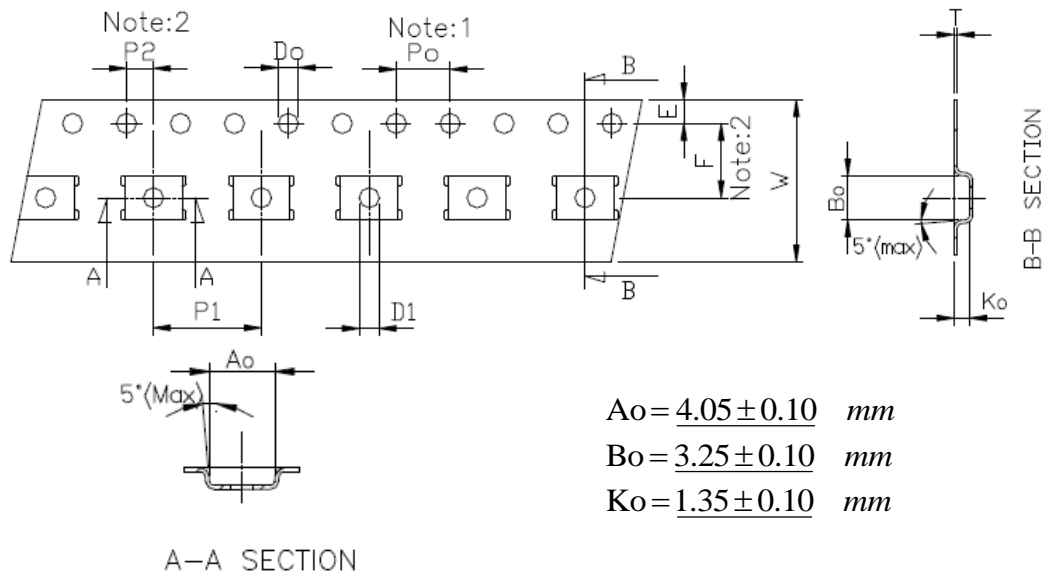 Note:2
P2
Do
Note:1
Po
B
T
E
F
Note:2
W
Bo
5°(max)
B-B SECTION
A
A
P1
D1
B
Ko
Ao
5°(Max)
Ao = 4.05 ± 0.10 mm
Bo = 3.25 ± 0.10 mm
Ko = 1.35 ± 0.10 mm
A-A SECTION